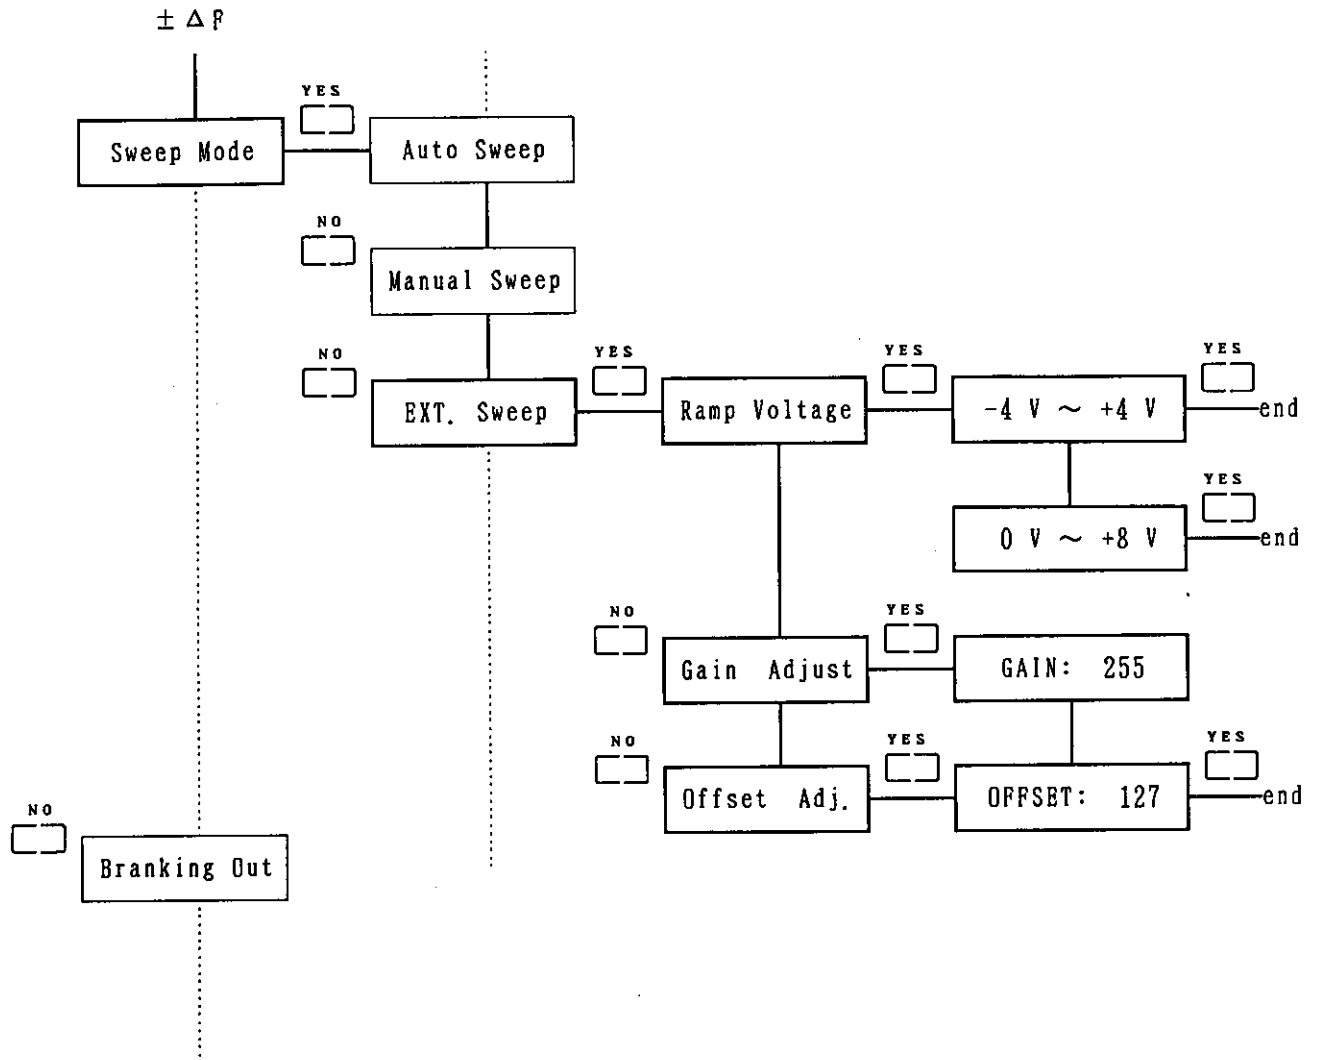 ± Δ F
YES
Sweep Mode
Auto Sweep
NO
Manual Sweep
NO
YES
YES
YES
EXT. Sweep
Ramp Voltage
-4 V ～ +4 V
end
YES
0 V ～ +8 V
end
NO
YES
Gain Adjust
GAIN: 255
NO
YES
YES
Offset Adj.
OFFSET: 127
end
NO
Branking Out